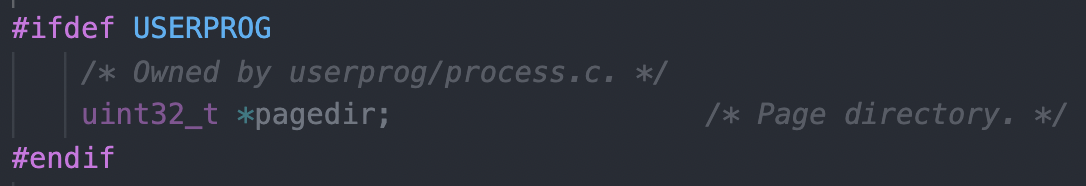 #ifdef USERPROG
/* Owned by userprog/process.c. */
uint32_t *pagedir; /* Page directory. */
#endif